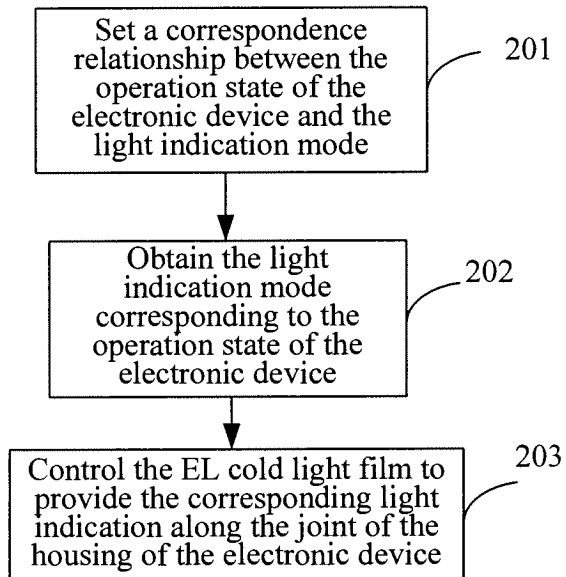 Set a correspondence
relationship between the
operation state of the
electronic device and the
light indication mode
201
Obtain the light
indication mode
corresponding to the
operation state of the
electronic device
202
Control the EL cold light film to
provide the corresponding light
indication along the joint of the
housing of the electronic device
203